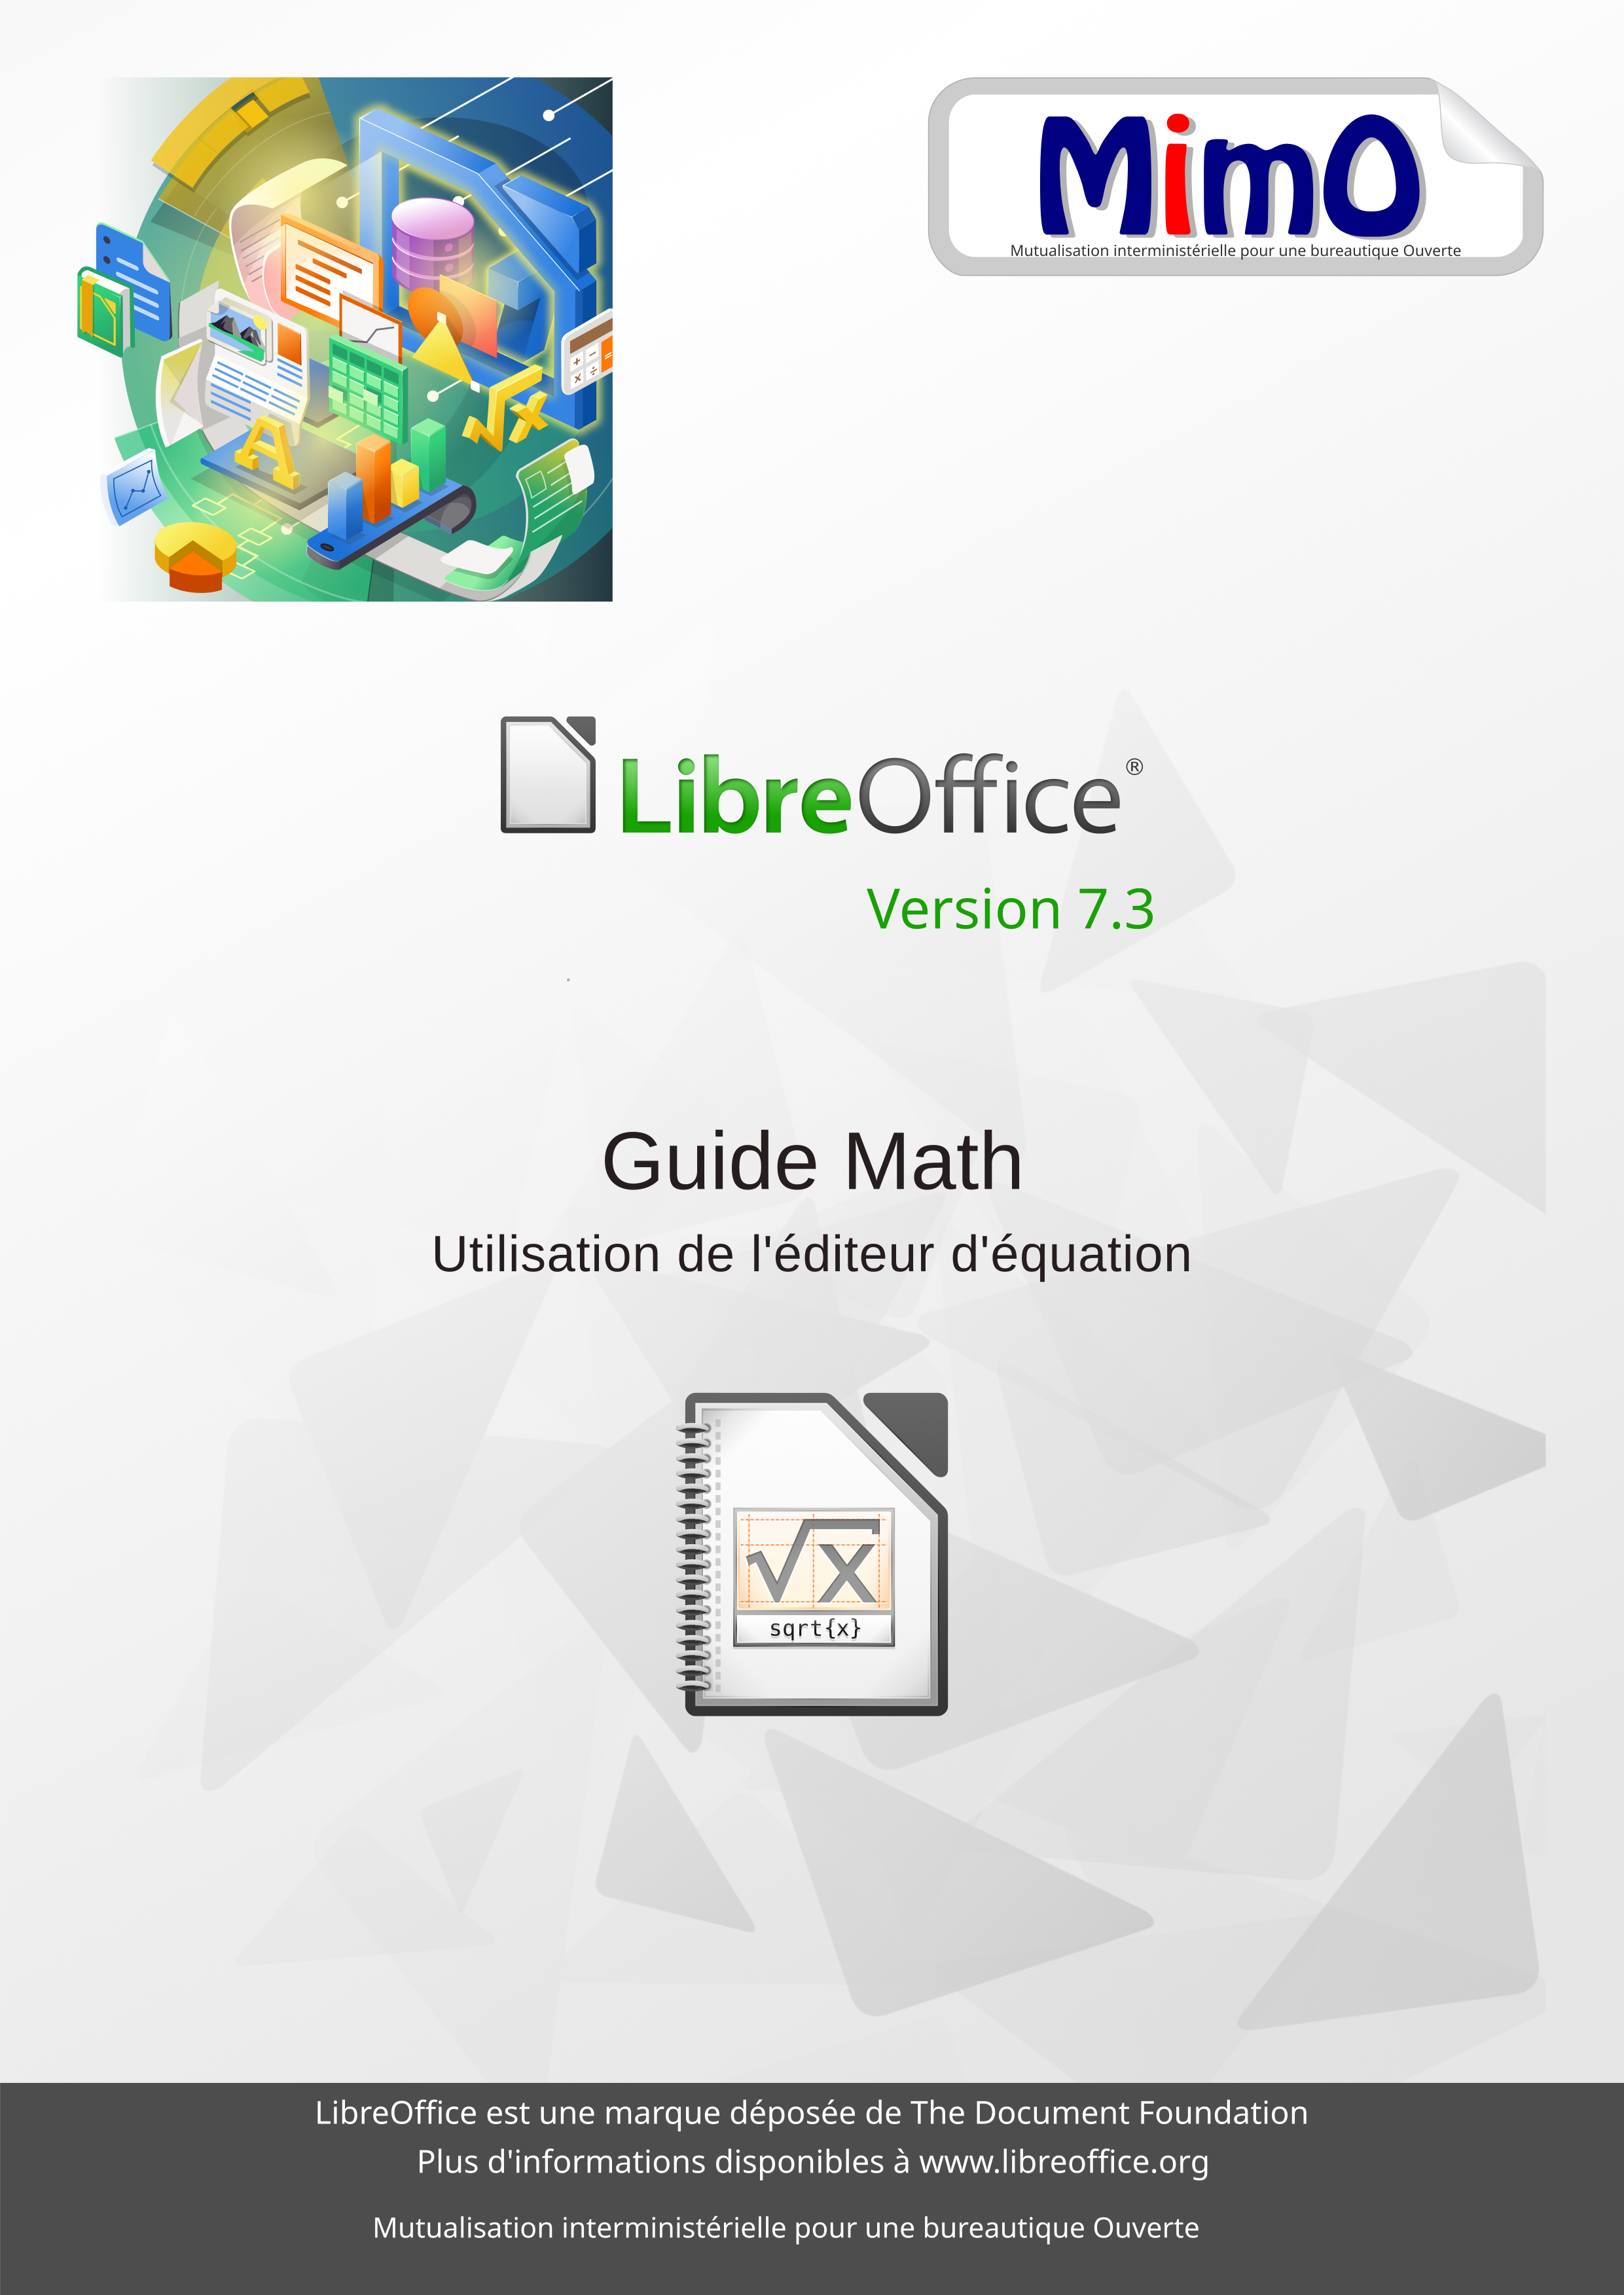 MimO
Mutualisation interministérielle pour une bureautique Ouverte
A
√x
LibreOffice®
Version 7.3
Guide Math
Utilisation de l'éditeur d'équation
√x
sqrt{x}
LibreOffice est une marque déposée de The Document Foundation
Plus d'informations disponibles à www.libreoffice.org
Mutualisation interministérielle pour une bureautique Ouverte